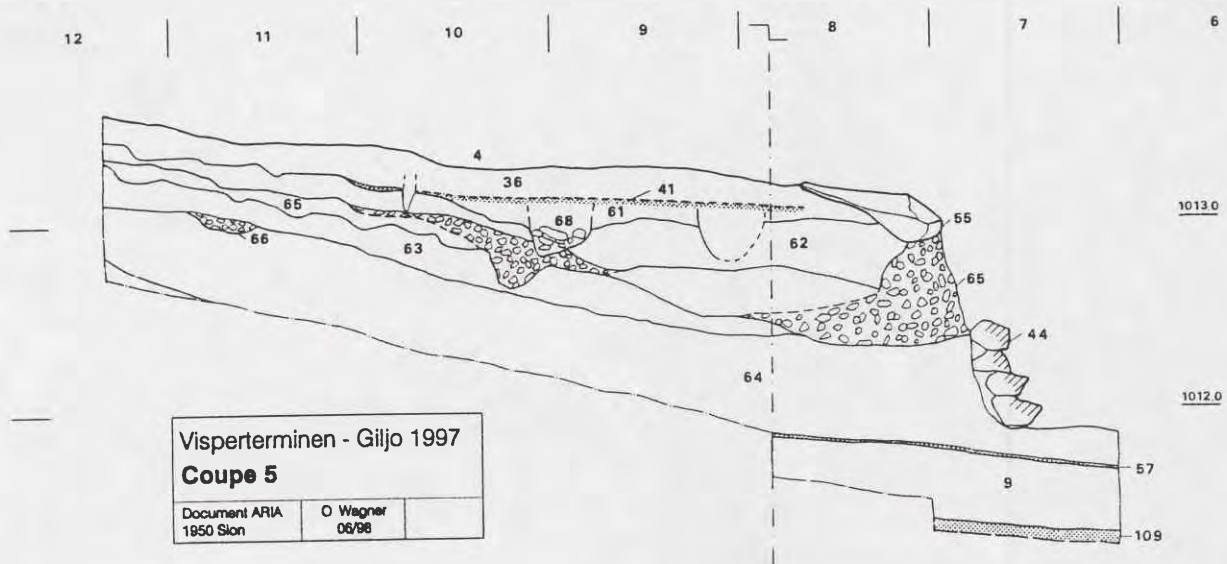 12 11 10 9 8 7 6
4
36 41
65 68 61 55 1013.0
66 63 62
65
44
64 1012.0
57
9
109
Visperterminen - Giljo 1997
Coupe 5
Document ARIA O Wagner
1950 Sion 06/98